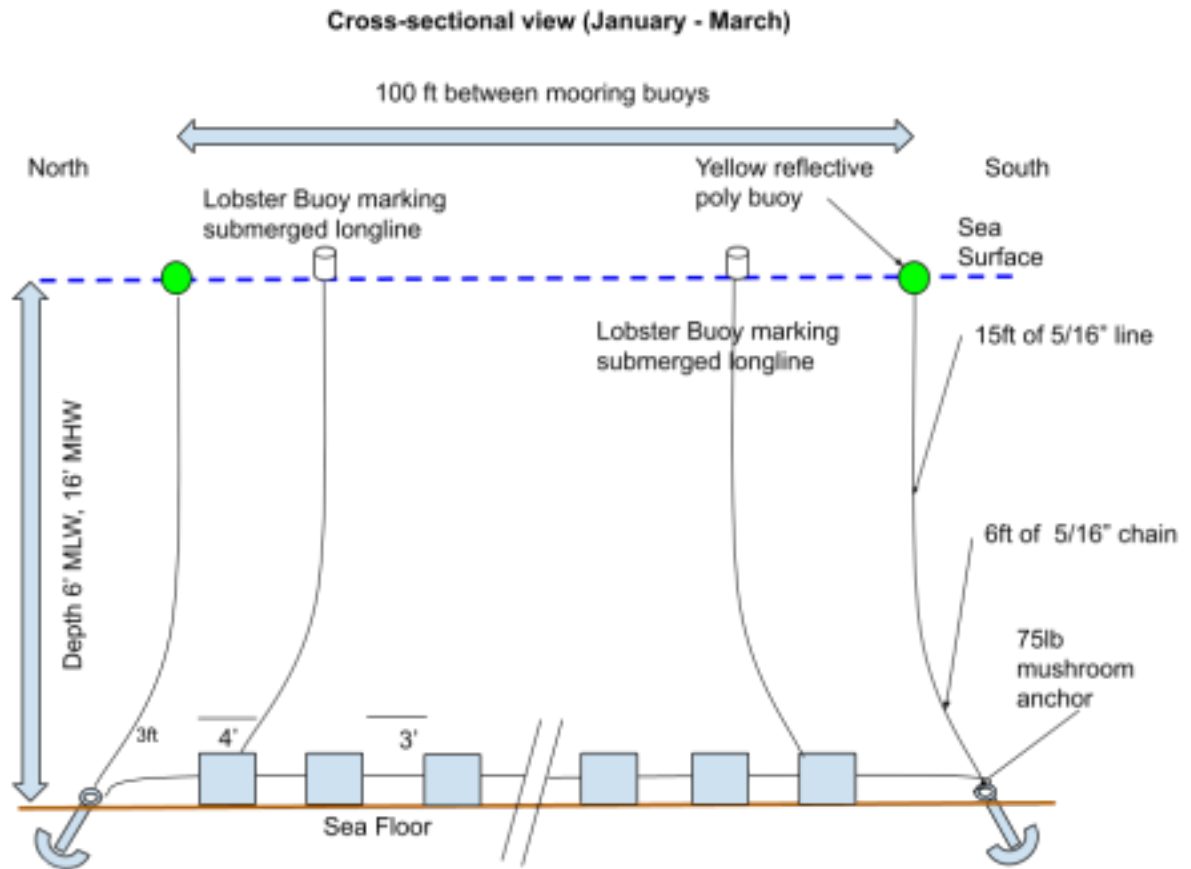 Cross-sectional view (January - March)
100 ft between mooring buoys
North
Yellow reflective
poly buoy
South
Lobster Buoy marking
submerged longline
Sea
Surface
Lobster Buoy marking
submerged longline
15ft of 5/16” line
Depth 6’ MLW, 16’ MHW
6ft of  5/16” chain
75lb
mushroom
anchor
3ft
4’
3’
Sea Floor